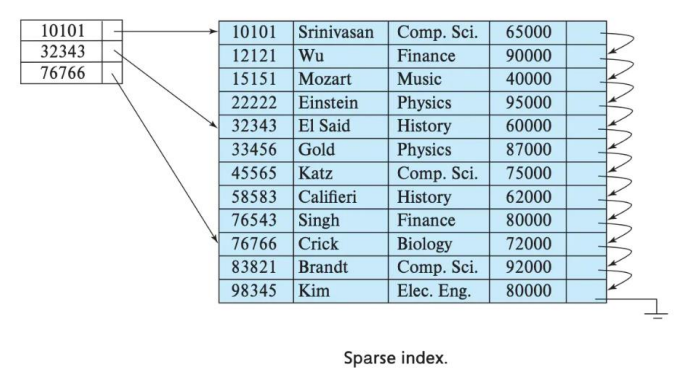 10101
32343
76766
10101 Srinivasan Comp. Sci. 65000
12121 Wu Finance 90000
15151 Mozart Music 40000
22222 Einstein Physics 95000
32343 El Said History 60000
33456 Gold Physics 87000
45565 Katz Comp. Sci. 75000
58583 Califieri History 62000
76543 Singh Finance 80000
76766 Crick Biology 72000
83821 Brandt Comp. Sci. 92000
98345 Kim Elec. Eng. 80000
Sparse index.